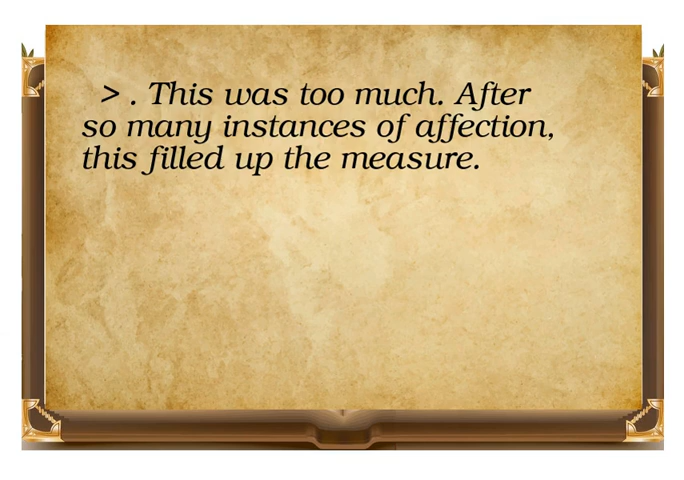 > . This was too much. After
so many instances of affection,
this filled up the measure.